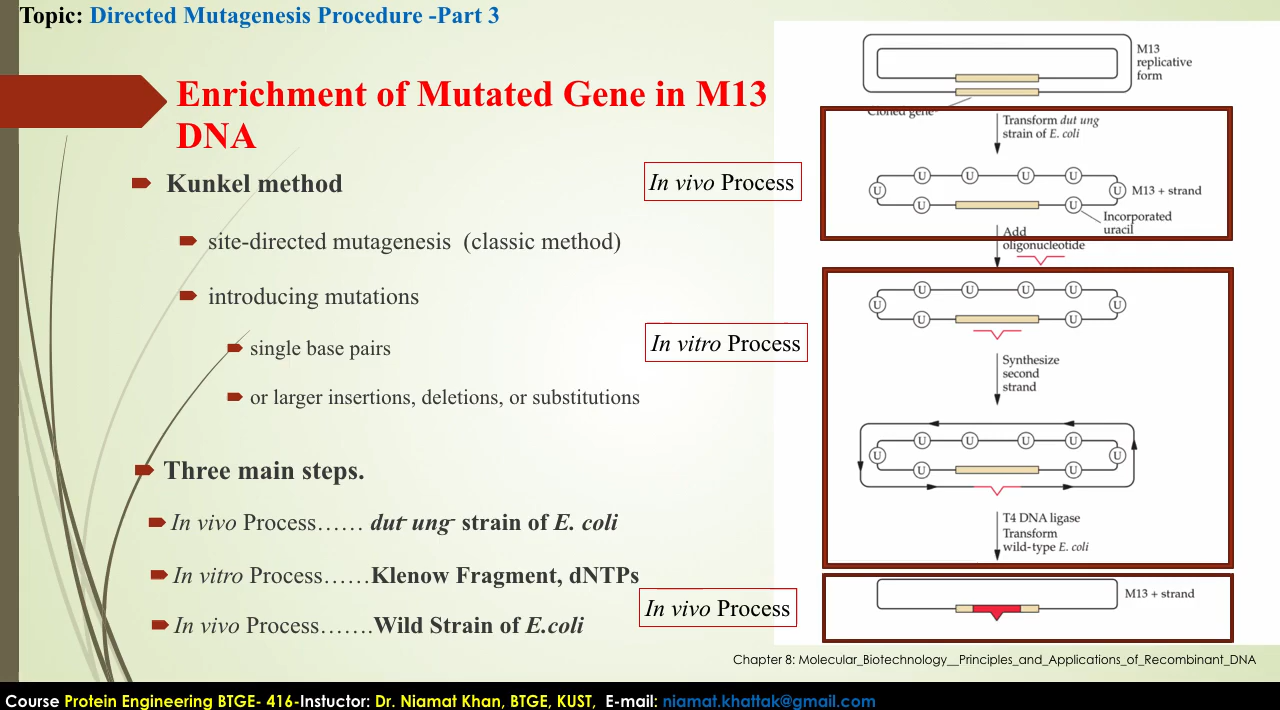 Topic: Directed Mutagenesis Procedure -Part 3
Enrichment of Mutated Gene in M13
DNA
Kunkel method
site-directed mutagenesis (classic method)
introducing mutations
single base pairs
or larger insertions, deletions, or substitutions
Three main steps.
In vivo Process…… dut- ung- strain of E. coli
In vitro Process……Klenow Fragment, dNTPs
In vivo Process…….Wild Strain of E.coli
In vivo Process
In vitro Process
In vivo Process
M13
replicative
form
Cloned gene
Transform dut ung
strain of E. coli
U U U U
U U
M13 + strand
U U
Incorporated
uracil
Add
oligonucleotide
U U U U
U U
U U
Synthesize
second
strand
U U U U
U U
U U
T4 DNA ligase
Transform
wild-type E. coli
M13 + strand
Chapter 8: Molecular_Biotechnology__Principles_and_Applications_of_Recombinant_DNA
Course Protein Engineering BTGE- 416-Instuctor: Dr. Niamat Khan, BTGE, KUST, E-mail: niamat.khattak@gmail.com